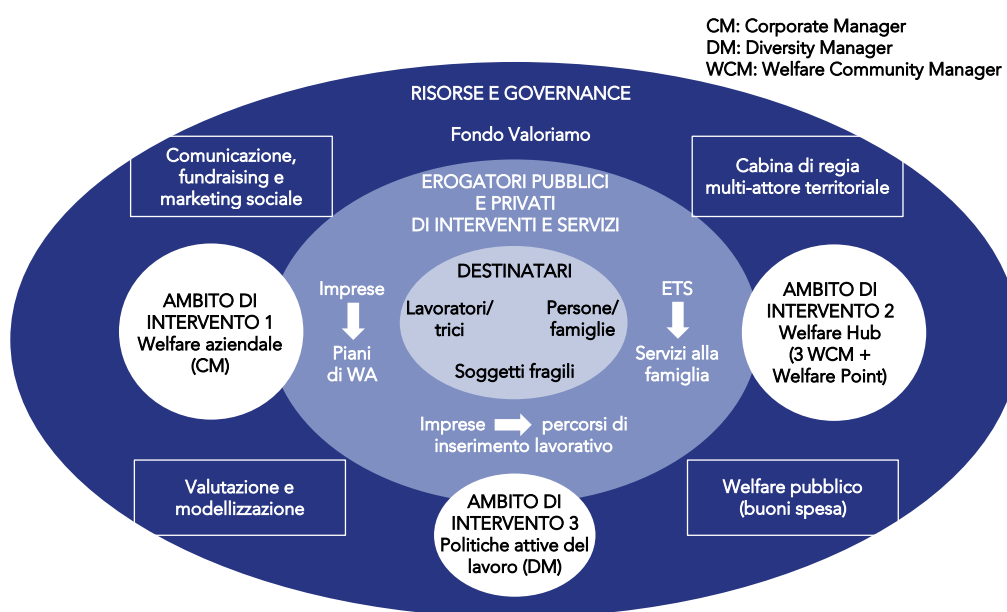 CM: Corporate Manager
DM: Diversity Manager
WCM: Welfare Community Manager
RISORSE E GOVERNANCE
Fondo Valoriamo
Comunicazione,
fundraising e
marketing sociale
Cabina di regia
multi-attore territoriale
EROGATORI PUBBLICI
E PRIVATI
DI INTERVENTI E SERVIZI
AMBITO DI
INTERVENTO 1
Welfare aziendale
(CM)
Imprese
Piani
di WA
DESTINATARI
Lavoratori/
trici
Persone/
famiglie
Soggetti fragili
ETS
Servizi alla
famiglia
AMBITO DI
INTERVENTO 2
Welfare Hub
(3 WCM +
Welfare Point)
Imprese percorsi di
inserimento lavorativo
Valutazione e
modellizzazione
AMBITO DI
INTERVENTO 3
Politiche attive del
lavoro (DM)
Welfare pubblico
(buoni spesa)